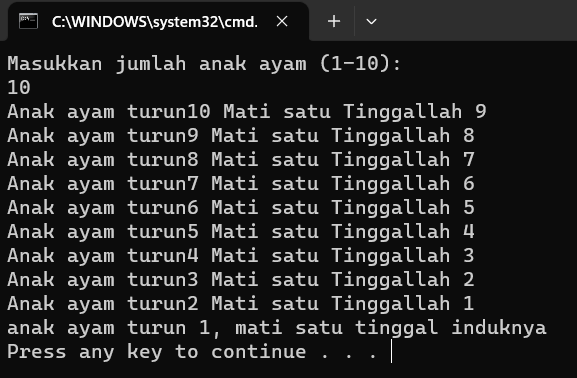 C:\WINDOWS\system32\cmd.
Masukkan jumlah anak ayam (1-10):
10
Anak ayam turun10 Mati satu Tinggallah 9
Anak ayam turun9 Mati satu Tinggallah 8
Anak ayam turun8 Mati satu Tinggallah 7
Anak ayam turun7 Mati satu Tinggallah 6
Anak ayam turun6 Mati satu Tinggallah 5
Anak ayam turun5 Mati satu Tinggallah 4
Anak ayam turun4 Mati satu Tinggallah 3
Anak ayam turun3 Mati satu Tinggallah 2
Anak ayam turun2 Mati satu Tinggallah 1
anak ayam turun 1, mati satu tinggal induknya
Press any key to continue . . .